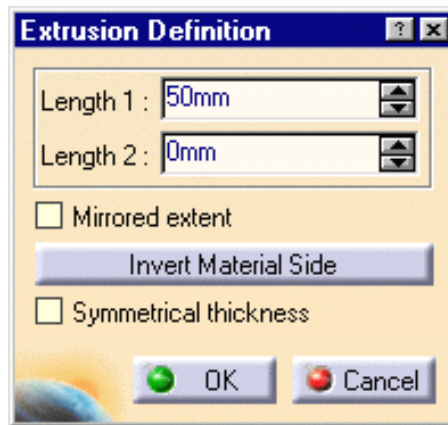 Extrusion Definition ?
Length 1 : 50mm
Length 2 : 0mm
Mirrored extent
Invert Material Side
Symmetrical thickness
OK Cancel